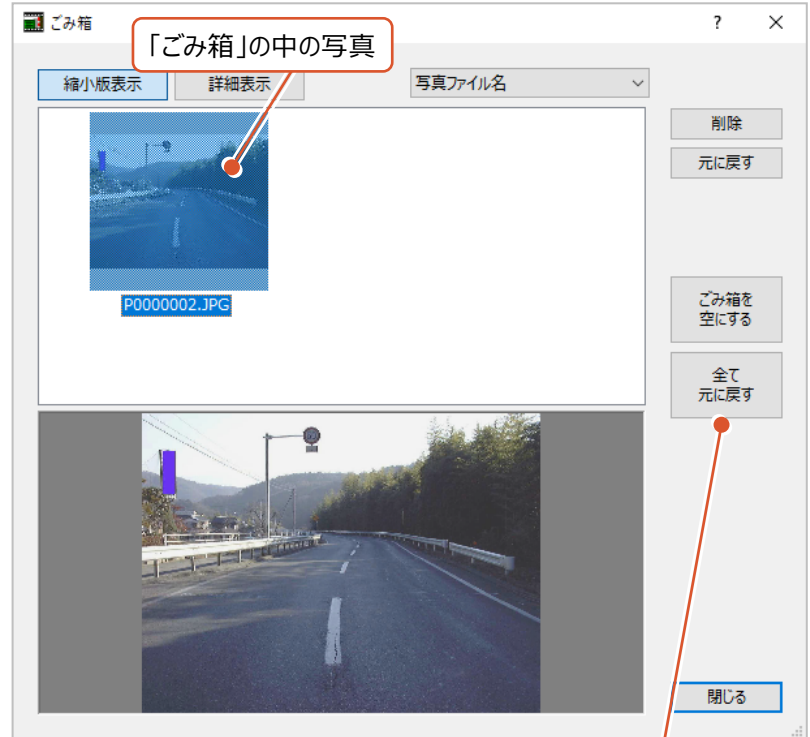 ごみ箱
?
「ごみ箱」の中の写真
縮小版表示
詳細表示
写真ファイル名
削除
元に戻す
P0000002.JPG
ごみ箱を
空にする
全て
元に戻す
閉じる